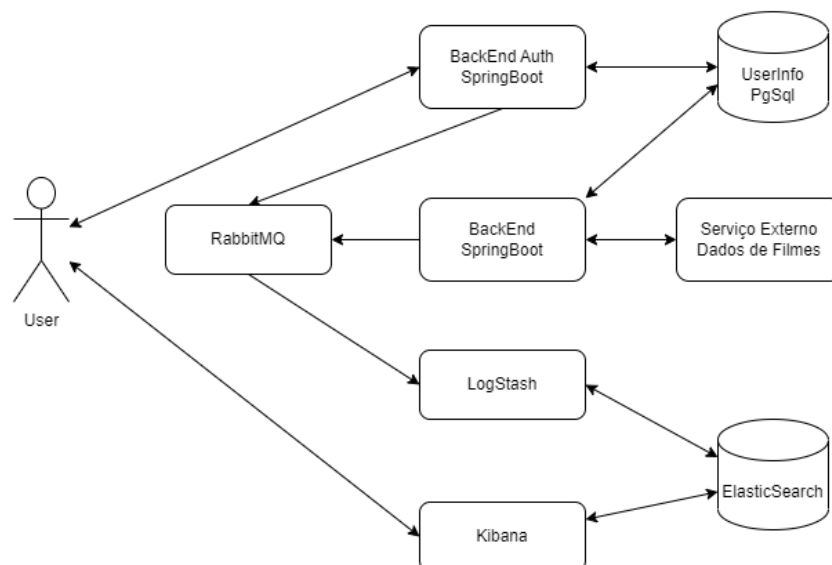 BackEnd Auth
SpringBoot
UserInfo
PgSql
RabbitMQ
BackEnd
SpringBoot
Serviço Externo
Dados de Filmes
User
LogStash
ElasticSearch
Kibana